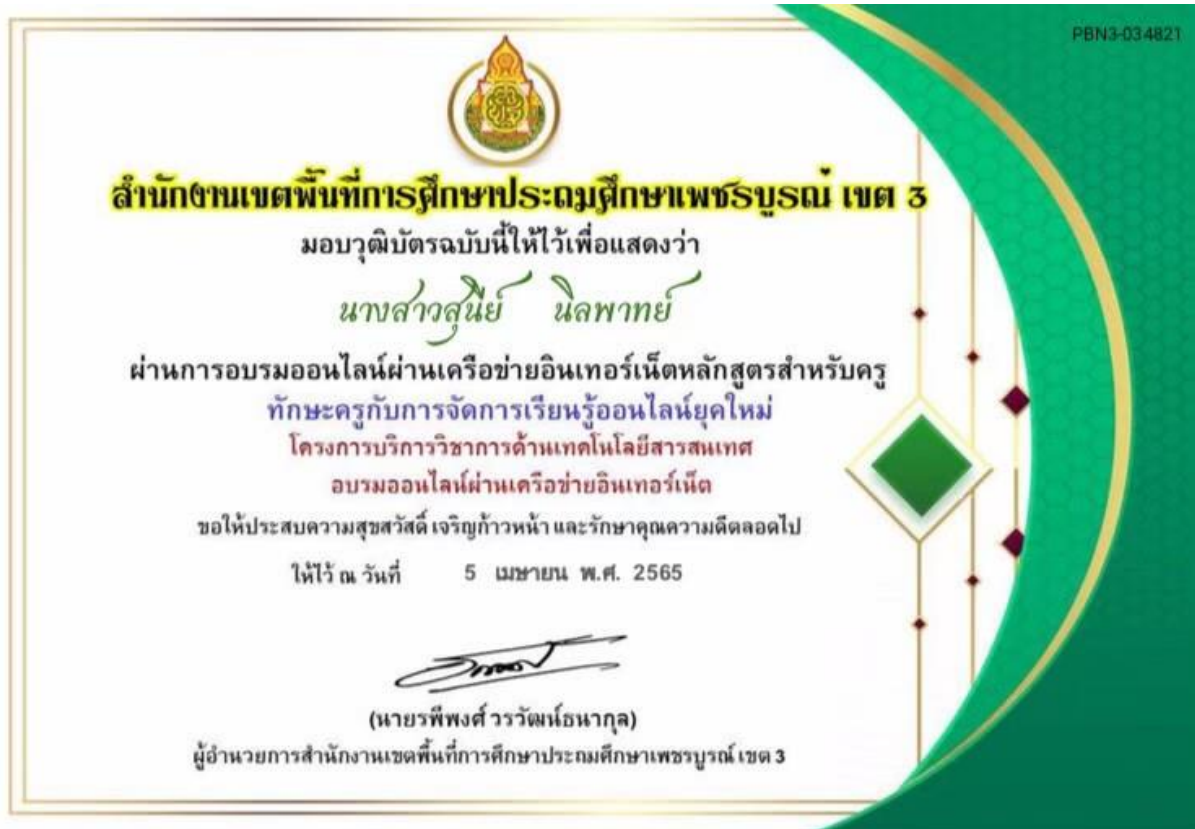 PBN3-034821
สำนักงานเขตพื้นที่การศึกษาประถมศึกษาเพชรบูรณ์ เขต 3
มอบวุฒิบัตรฉบับนี้ให้ไว้เพื่อแสดงว่า
นางสาวสุนีย์ นิลพาทย์
ผ่านการอบรมออนไลน์ผ่านเครือข่ายอินเทอร์เน็ตหลักสูตรสำหรับครู
ทักษะครูกับการจัดการเรียนรู้ออนไลน์ยุคใหม่
โครงการบริการวิชาการด้านเทคโนโลยีสารสนเทศ
อบรมออนไลน์ผ่านเครือข่ายอินเทอร์เน็ต
ขอให้ประสบความสุขสวัสดิ์ เจริญก้าวหน้า และรักษาคุณความดีตลอดไป
ให้ไว้ ณ วันที่ 5 เมษายน พ.ศ. 2565
(นายรพีพงศ์ วรวัฒน์ธนากุล)
ผู้อำนวยการสำนักงานเขตพื้นที่การศึกษาประถมศึกษาเพชรบูรณ์ เขต 3